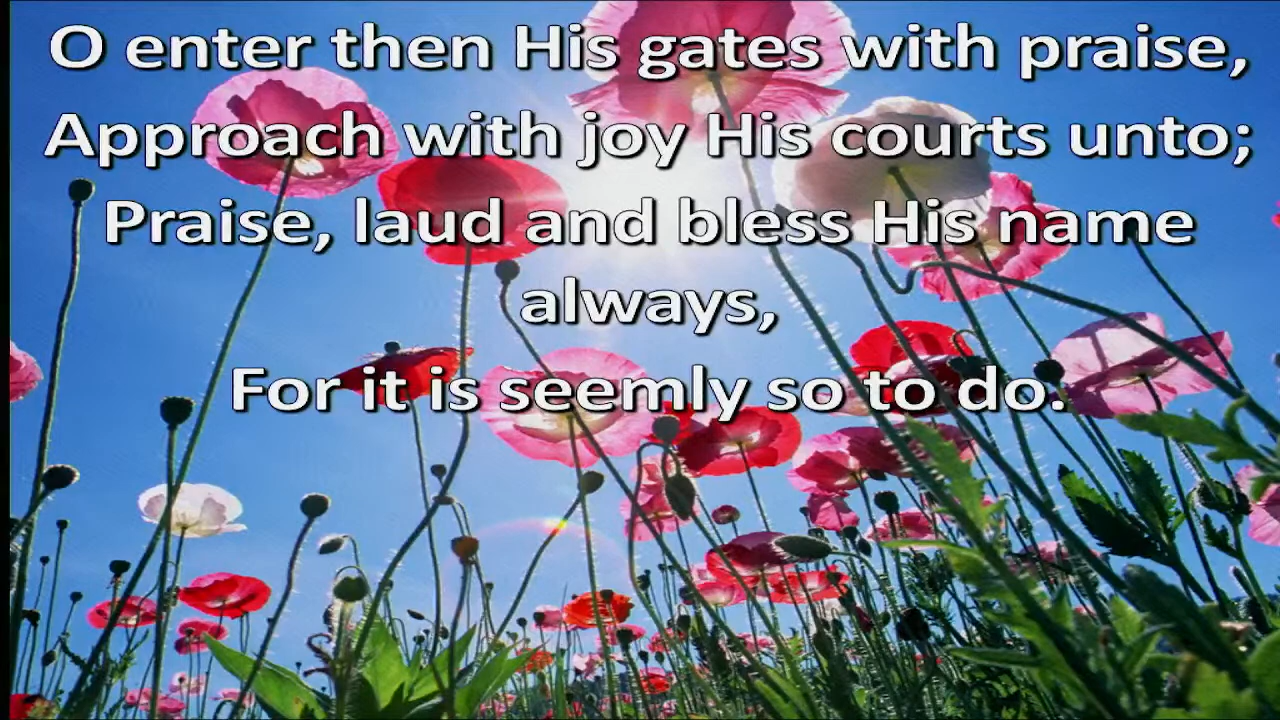 O enter then His gates with praise,
Approach with joy His courts unto;
Praise, laud and bless His name
always,
For it is seemly so to do.